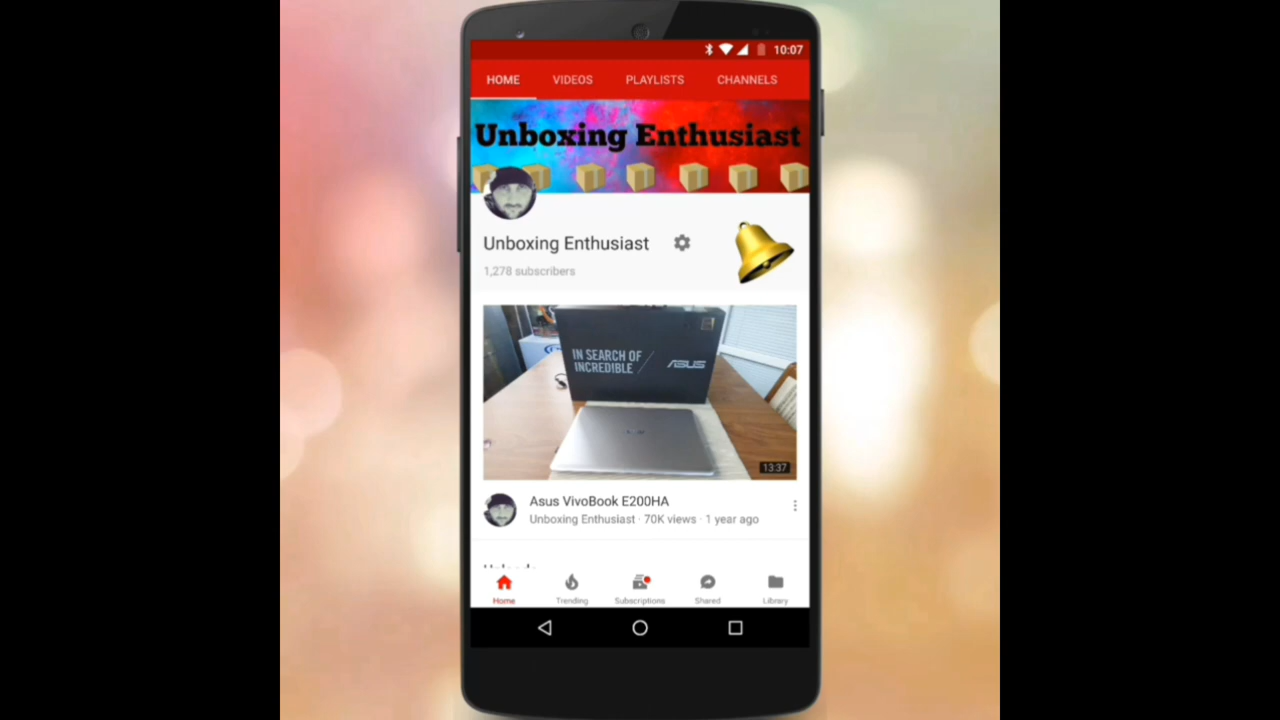 10:07
HOME VIDEOS PLAYLISTS CHANNELS
Unboxing Enthusiast
Unboxing Enthusiast
1,278 subscribers
IN SEARCH OF
INCREDIBLE
ASUS
13:37
Asus VivoBook E200HA
Unboxing Enthusiast · 70K views · 1 year ago
Home Trending Subscriptions Shared Library